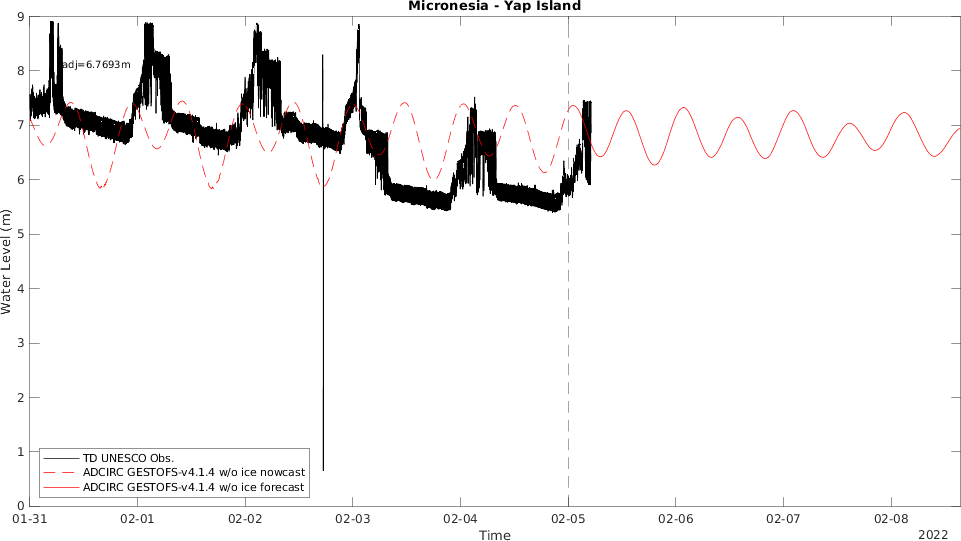 Micronesia - Yap Island
9
8
adj=6.7693m
7
6
5
Water Level (m)
4
3
2
1
0
TD UNESCO Obs.
ADCIRC GESTOFS-v4.1.4 w/o ice nowcast
ADCIRC GESTOFS-v4.1.4 w/o ice forecast
01-31 02-01 02-02 02-03 02-04 02-05 02-06 02-07 02-08
Time
2022